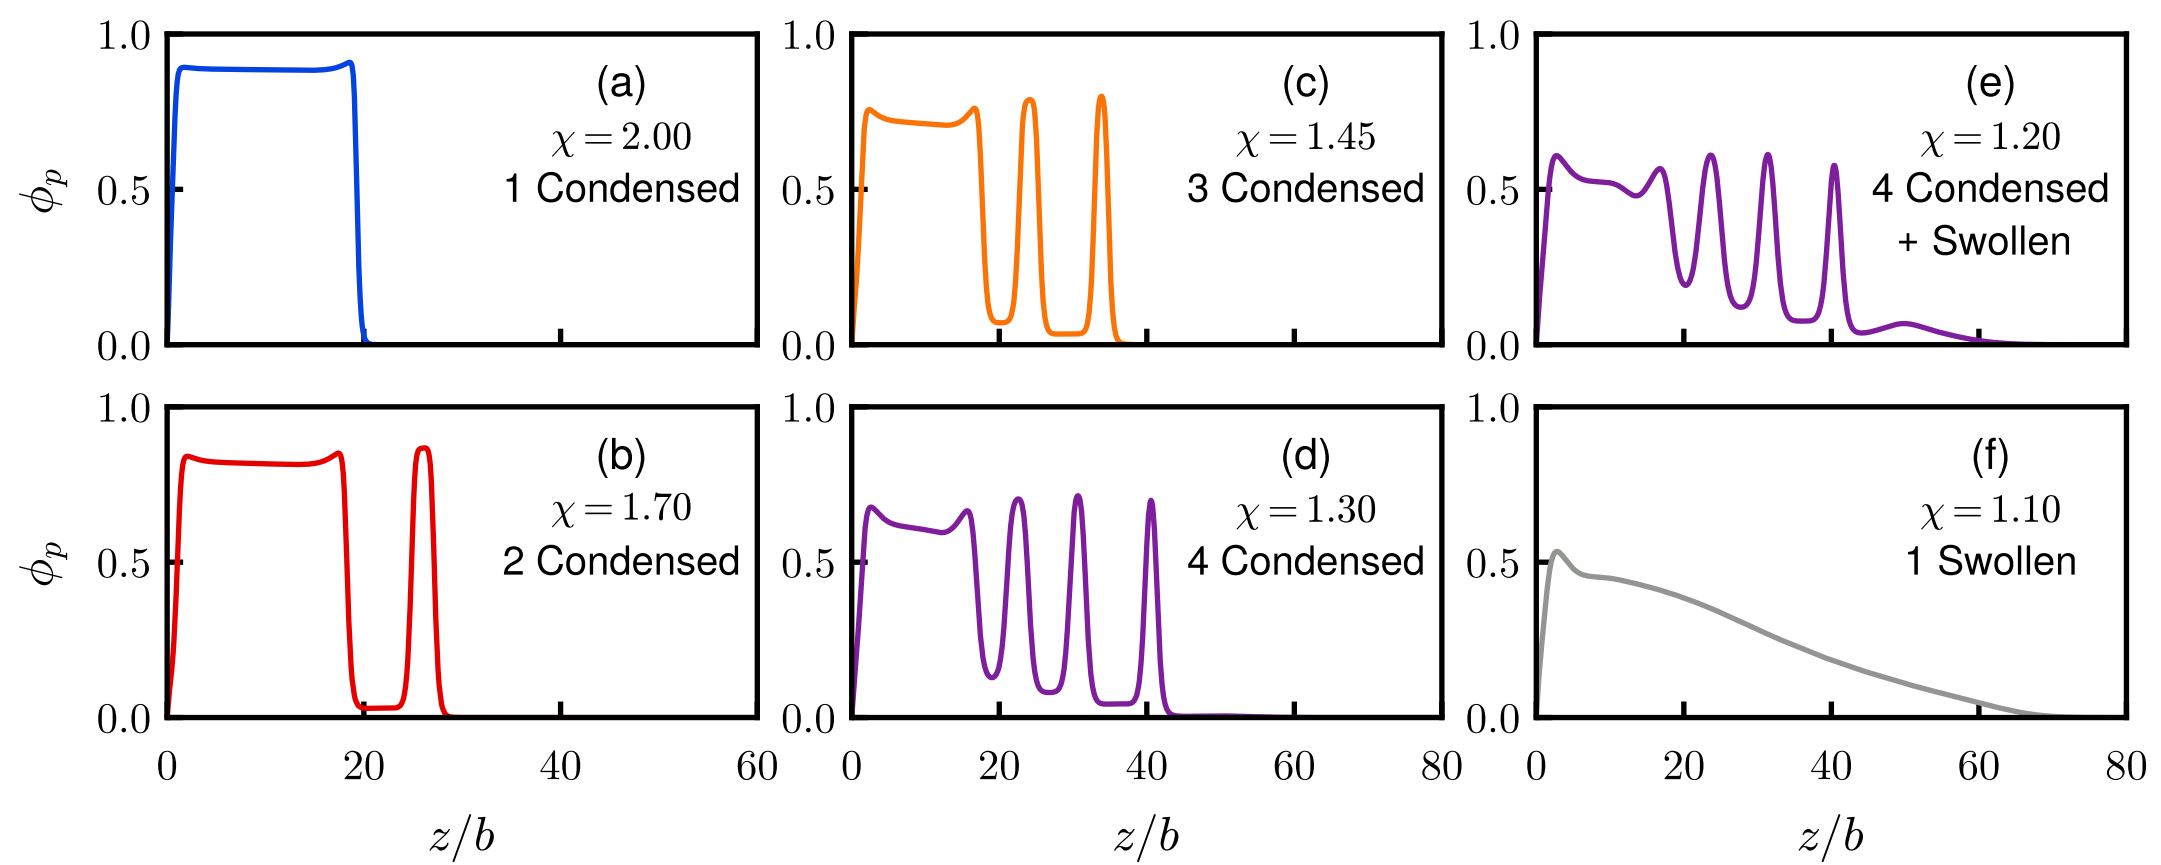 1.0
0.5
0.0
ϕ_p
(a)
χ = 2.00
1 Condensed
1.0
0.5
0.0
(c)
χ = 1.45
3 Condensed
1.0
0.5
0.0
(e)
χ = 1.20
4 Condensed
+ Swollen
1.0
0.5
0.0
ϕ_p
(b)
χ = 1.70
2 Condensed
0 20 40 60
z/b
1.0
0.5
0.0
(d)
χ = 1.30
4 Condensed
0 20 40 60 80
z/b
1.0
0.5
0.0
(f)
χ = 1.10
1 Swollen
0 20 40 60 80
z/b